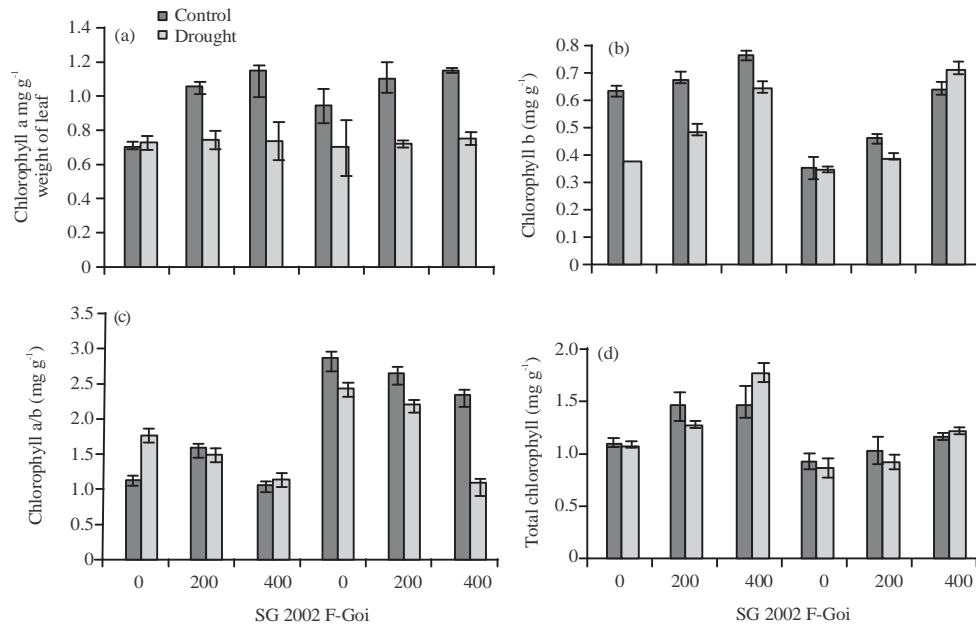 Control
Drought
(a)
Chlorophyll a mg g-1
weight of leaf
1.4
1.2
1.0
0.8
0.6
0.4
0.2
0
(b)
Chlorophyll b (mg g-1)
0.8
0.7
0.6
0.5
0.4
0.3
0.2
0.1
0
(c)
Chlorophyll a/b (mg g-1)
3.5
3.0
2.5
2.0
1.5
1.0
0.5
0
0 200 400 0 200 400
SG 2002 F-Goi
(d)
Total chlorophyll (mg g-1)
2.0
1.5
1.0
0.5
0
0 200 400 0 200 400
SG 2002 F-Goi